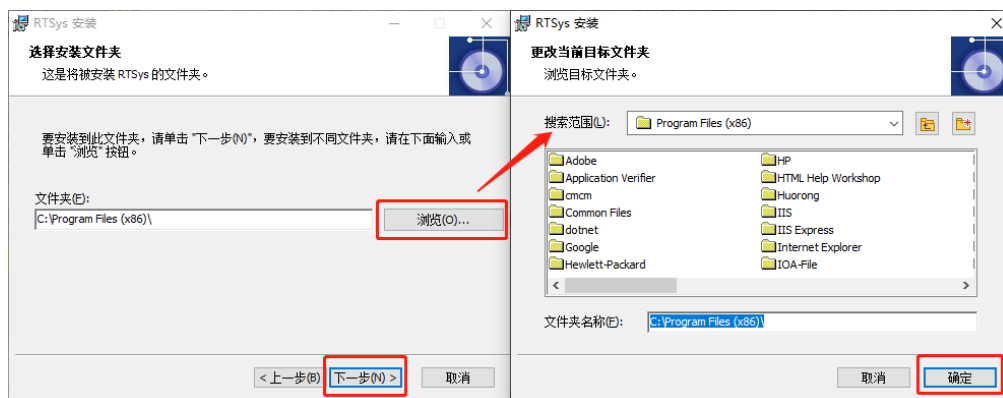 RTSys 安装
选择安装文件夹
这是将被安装 RTSys 的文件夹。
要安装到此文件夹，请单击 "下一步(N)"，要安装到不同文件夹，请在下面输入或
单击 "浏览" 按钮。
文件夹(F):
C:\Program Files (x86)\
浏览(O)...
< 上一步(B)
下一步(N) >
取消
RTSys 安装
更改当前目标文件夹
浏览目标文件夹。
搜索范围(L):
Program Files (x86)
Adobe
Application Verifier
cmcm
Common Files
dotnet
Google
Hewlett-Packard
HP
HTML Help Workshop
Huorong
IIS
IIS Express
Internet Explorer
IOA-File
文件夹名称(F):
C:\Program Files (x86)\
取消
确定